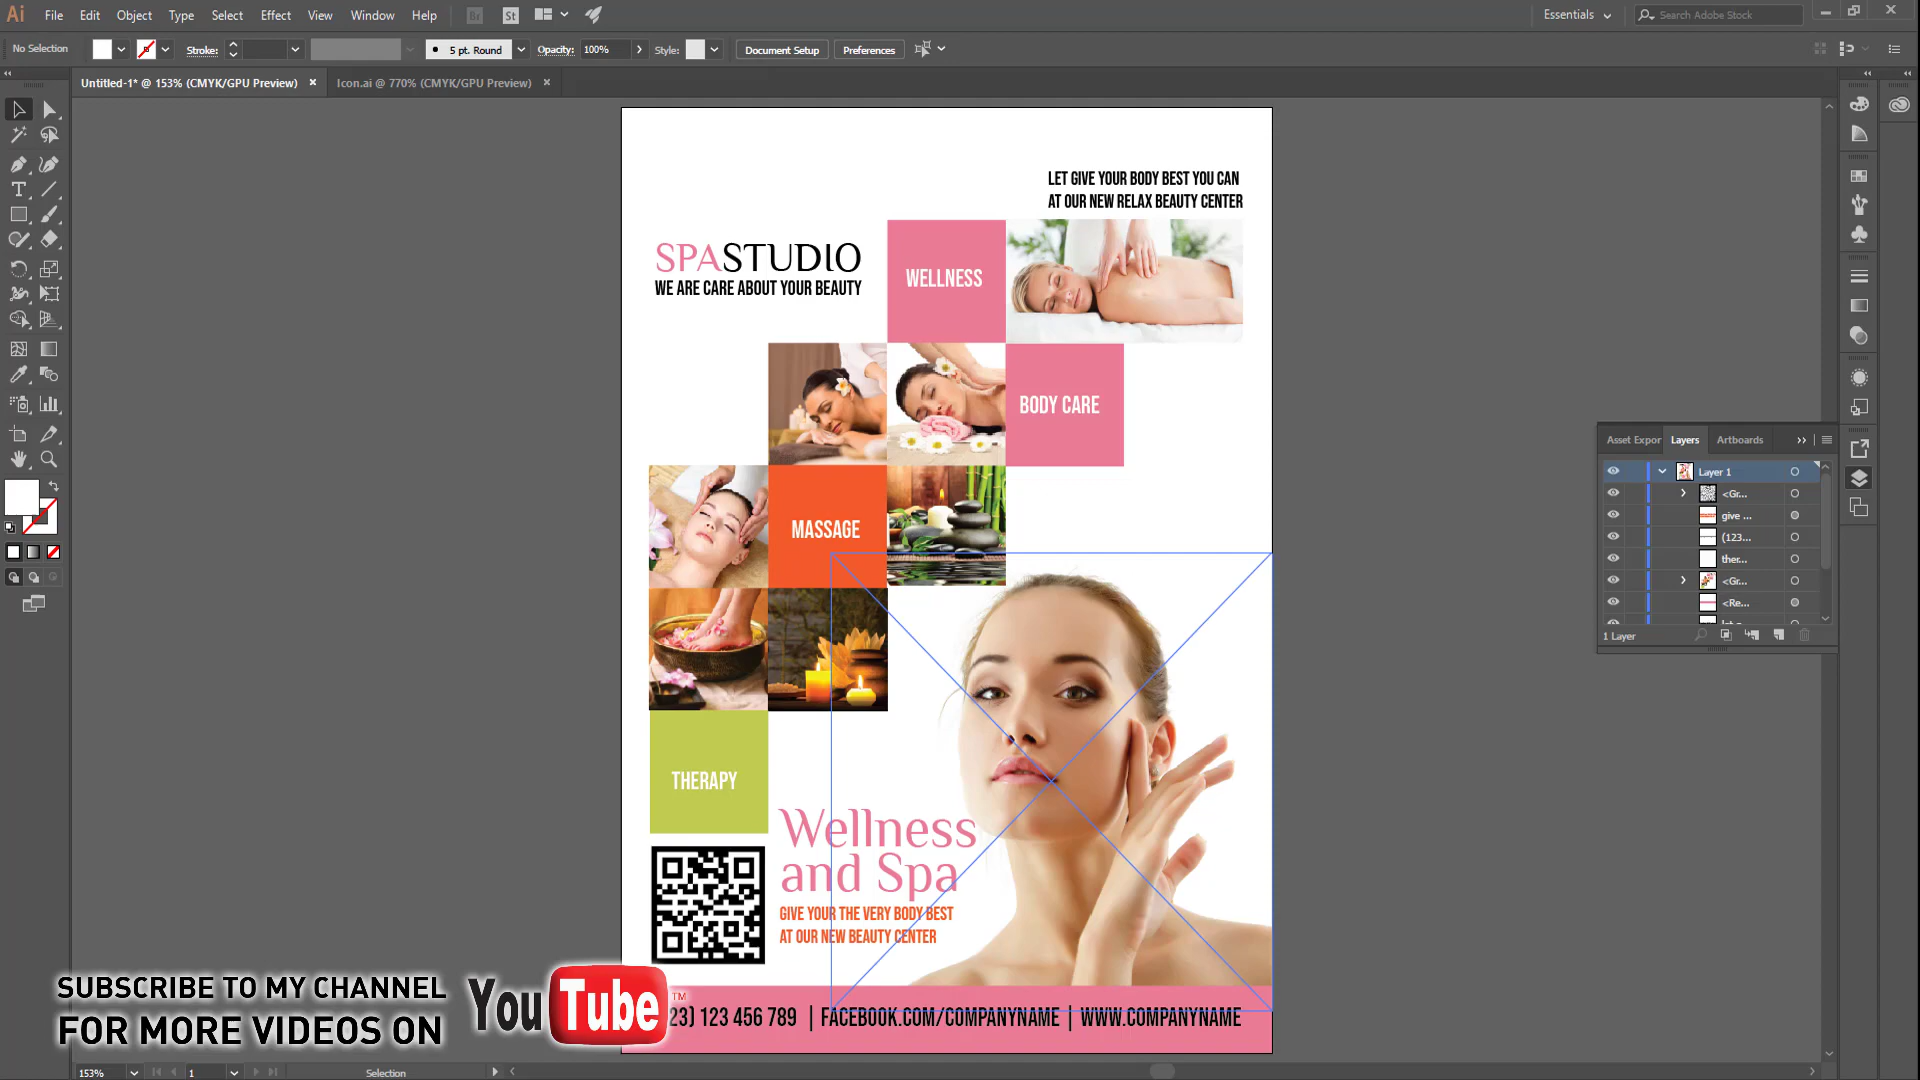 Ai File Edit Object Type Select Effect View Window Help Br St Essentials Search Adobe Stock
No Selection Stroke: 5 pt. Round Opacity: 100% Style: Document Setup Preferences
Untitled-1* @ 153% (CMYK/GPU Preview) × Icon.ai @ 770% (CMYK/GPU Preview) ×
LET GIVE YOUR BODY BEST YOU CAN
AT OUR NEW RELAX BEAUTY CENTER
SPASTUDIO
WE ARE CARE ABOUT YOUR BEAUTY
WELLNESS
BODY CARE
MASSAGE
THERAPY
Wellness
and Spa
GIVE YOUR THE VERY BODY BEST
AT OUR NEW BEAUTY CENTER
23) 123 456 789 | FACEBOOK.COM/COMPANYNAME | WWW.COMPANYNAME
Asset Expor Layers Artboards
Layer 1
<Gr...
give ...
(123...
ther...
<Gr...
<Re...
1 Layer
SUBSCRIBE TO MY CHANNEL
FOR MORE VIDEOS ON
YouTube TM
153% 1 Selection